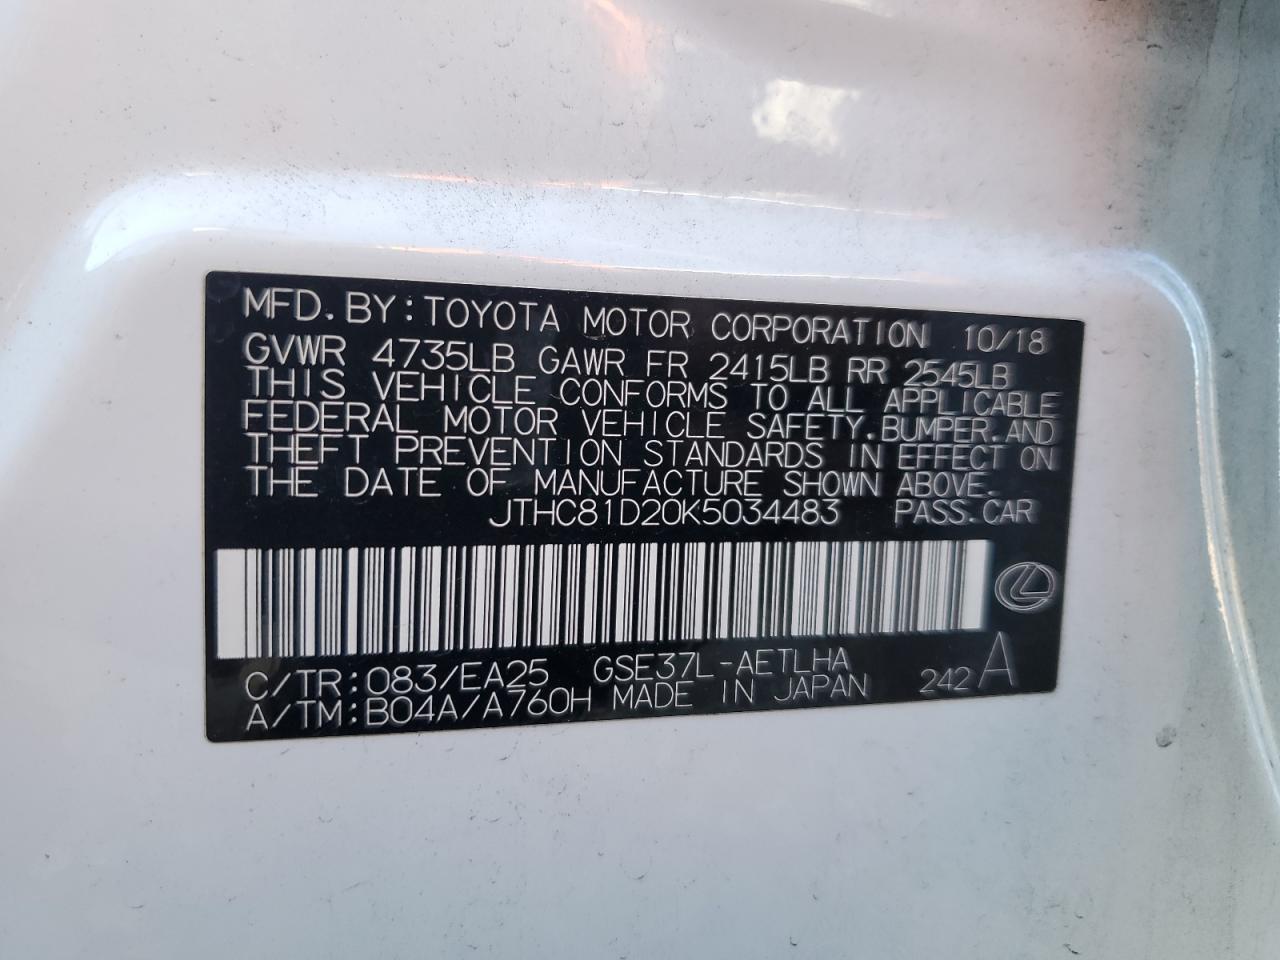 MFD. BY: TOYOTA MOTOR CORPORATION 10/18
GVWR 4735LB GAWR FR 2415LB RR 2545LB
THIS VEHICLE CONFORMS TO ALL APPLICABLE
FEDERAL MOTOR VEHICLE SAFETY, BUMPER, AND
THEFT PREVENTION STANDARDS IN EFFECT ON
THE DATE OF MANUFACTURE SHOWN ABOVE.
JTHC81D20K5034483 PASS. CAR
C/TR: 083/EA25 GSE37L-AETLHA
A/TM: B04A/A760H MADE IN JAPAN 242 A